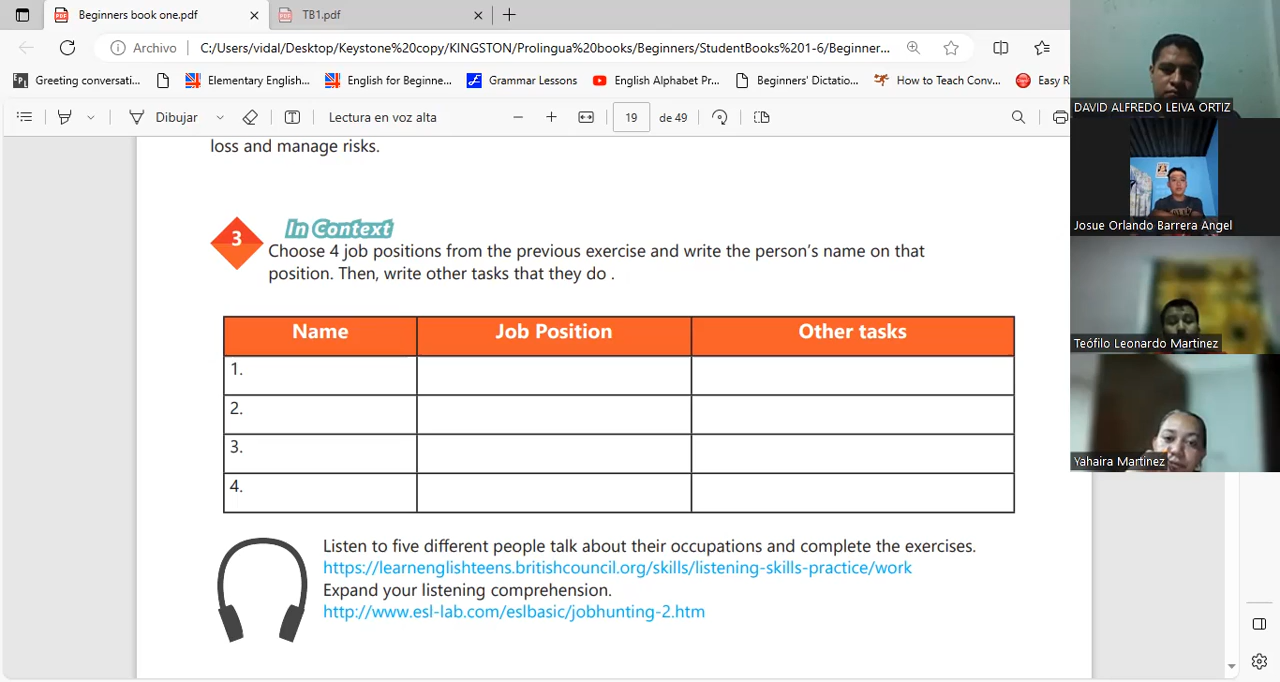 Beginners book one.pdf
TB1.pdf
Archivo
C:/Users/vidal/Desktop/Keystone%20copy/KINGSTON/Prolingua%20books/Beginners/StudentBooks%201-6/Beginner...
Greeting conversati...
Elementary English...
English for Beginne...
Grammar Lessons
English Alphabet Pr...
Beginners' Dictatio...
How to Teach Conv...
Easy R
Dibujar
Lectura en voz alta
19
de 49
loss and manage risks.
3
In Context
Choose 4 job positions from the previous exercise and write the person's name on that
position. Then, write other tasks that they do .
Name
Job Position
Other tasks
1.
2.
3.
4.
Listen to five different people talk about their occupations and complete the exercises.
https://learnenglishteens.britishcouncil.org/skills/listening-skills-practice/work
Expand your listening comprehension.
http://www.esl-lab.com/eslbasic/jobhunting-2.htm
DAVID ALFREDO LEIVA ORTIZ
Josue Orlando Barrera Angel
Teófilo Leonardo Martinez
Yahaira Martinez